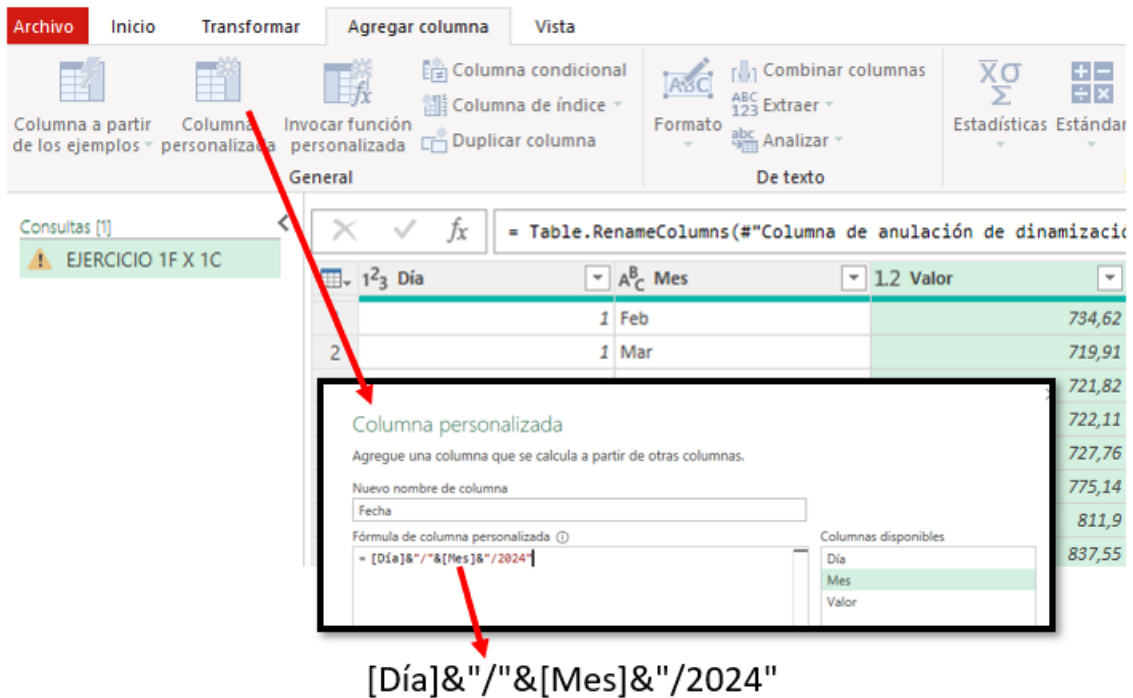 Archivo Inicio Transformar Agregar columna Vista
Columna a partir de los ejemplos
Columna personalizada
Invocar función personalizada
Columna condicional
Columna de índice
Duplicar columna
General
Formato
Combinar columnas
Extraer
Analizar
De texto
Estadísticas
Estándar
Consultas [1]
EJERCICIO 1F X 1C
fx = Table.RenameColumns(#"Columna de anulación de dinamizació
1²3 Día ABC Mes 1.2 Valor
1 Feb 734,62
2 1 Mar 719,91
721,82
722,11
727,76
775,14
811,9
837,55
Columna personalizada
Agregue una columna que se calcula a partir de otras columnas.
Nuevo nombre de columna
Fecha
Fórmula de columna personalizada
= [Día]&"/"&[Mes]&"/2024"
Columnas disponibles
Día
Mes
Valor
[Día]&"/"&[Mes]&"/2024"